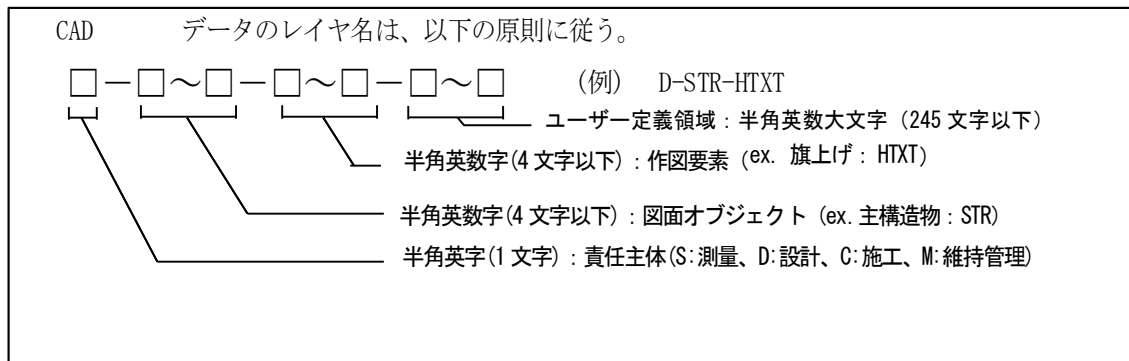 CAD データのレイヤ名は、以下の原則に従う。
□－□～□－□～□－□～□ (例) D-STR-HTXT
ユーザー定義領域：半角英数大文字（245 文字以下）
半角英数字(4 文字以下)：作図要素（ex. 旗上げ：HTXT）
半角英数字(4 文字以下)：図面オブジェクト（ex.主構造物：STR)
半角英字(1 文字)：責任主体(S:測量、D:設計、C:施工、M:維持管理)